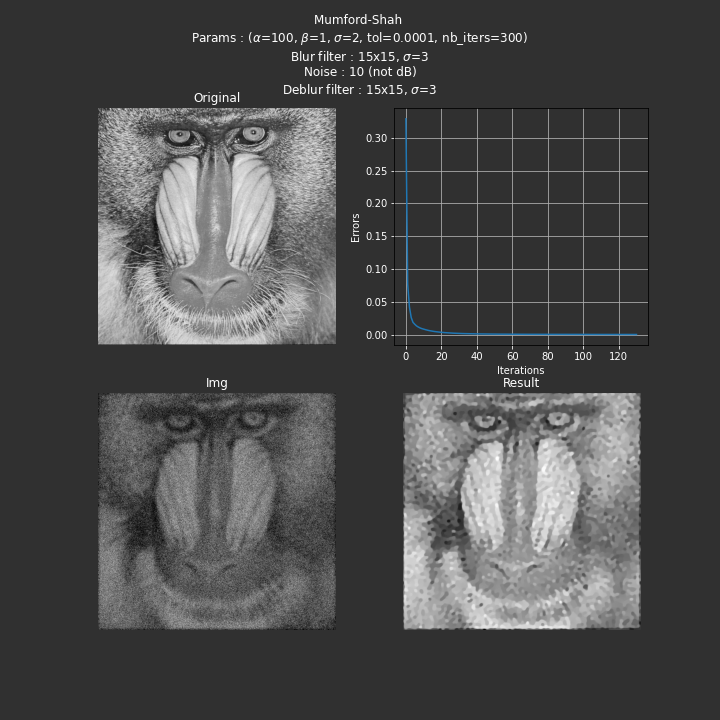 Mumford-Shah
Params : (α=100, β=1, σ=2, tol=0.0001, nb_iters=300)
Blur filter : 15x15, σ=3
Noise : 10 (not dB)
Deblur filter : 15x15, σ=3
Original
0.30
0.25
0.20
0.15
0.10
0.05
0.00
Errors
0 20 40 60 80 100 120
Iterations
Img
Result